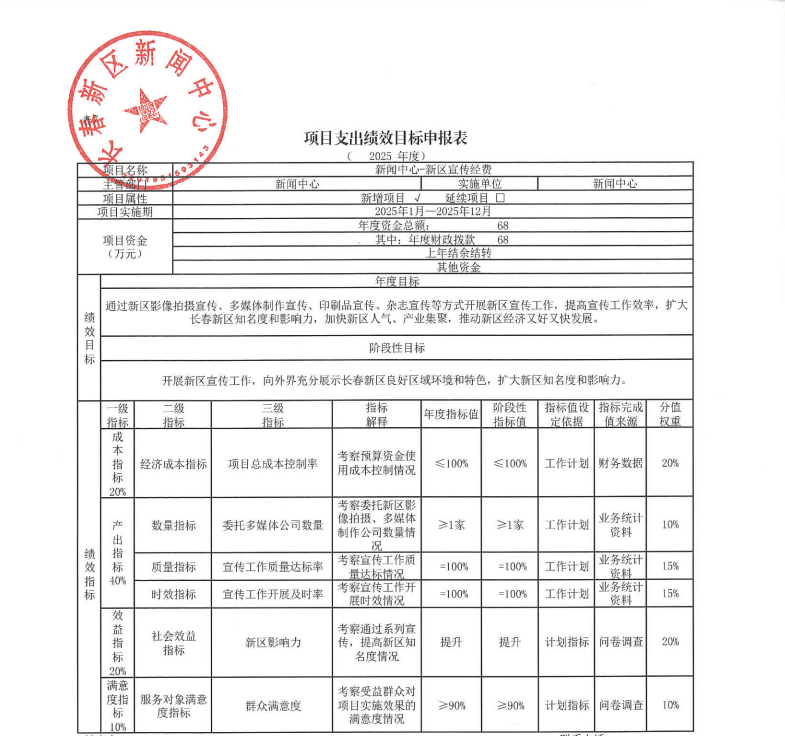 长春新区新闻中心
项目支出绩效目标申报表
（ 2025 年度）
项目名称 新闻中心-新区宣传经费
主管部门 新闻中心 实施单位 新闻中心
项目属性 新增项目 √ 延续项目 □
项目实施期 2025年1月—2025年12月
项目资金
（万元）
年度资金总额： 68
其中：年度财政拨款 68
上年结余结转
其他资金
绩效目标
年度目标
通过新区影像拍摄宣传、多媒体制作宣传、印刷品宣传、杂志宣传等方式开展新区宣传工作，提高宣传工作效率，扩大
长春新区知名度和影响力，加快新区人气、产业集聚，推动新区经济又好又快发展。
阶段性目标
开展新区宣传工作，向外界充分展示长春新区良好区域环境和特色，扩大新区知名度和影响力。
绩效指标
一级指标 二级指标 三级指标 指标解释 年度指标值 阶段性指标值 指标值设定依据 指标完成值来源 分值权重
成本指标20% 经济成本指标 项目总成本控制率 考察预算资金使用成本控制情况 ≤100% ≤100% 工作计划 财务数据 20%
产出指标40% 数量指标 委托多媒体公司数量 考察委托新区影像拍摄、多媒体制作公司数量情况 ≥1家 ≥1家 工作计划 业务统计资料 10%
质量指标 宣传工作质量达标率 考察宣传工作质量达标情况 =100% =100% 工作计划 业务统计资料 15%
时效指标 宣传工作开展及时率 考察宣传工作开展时效情况 =100% =100% 工作计划 业务统计资料 15%
效益指标20% 社会效益指标 新区影响力 考察通过系列宣传，提高新区知名度情况 提升 提升 计划指标 问卷调查 20%
满意度指标10% 服务对象满意度指标 群众满意度 考察受益群众对项目实施效果的满意度情况 ≥90% ≥90% 计划指标 问卷调查 10%